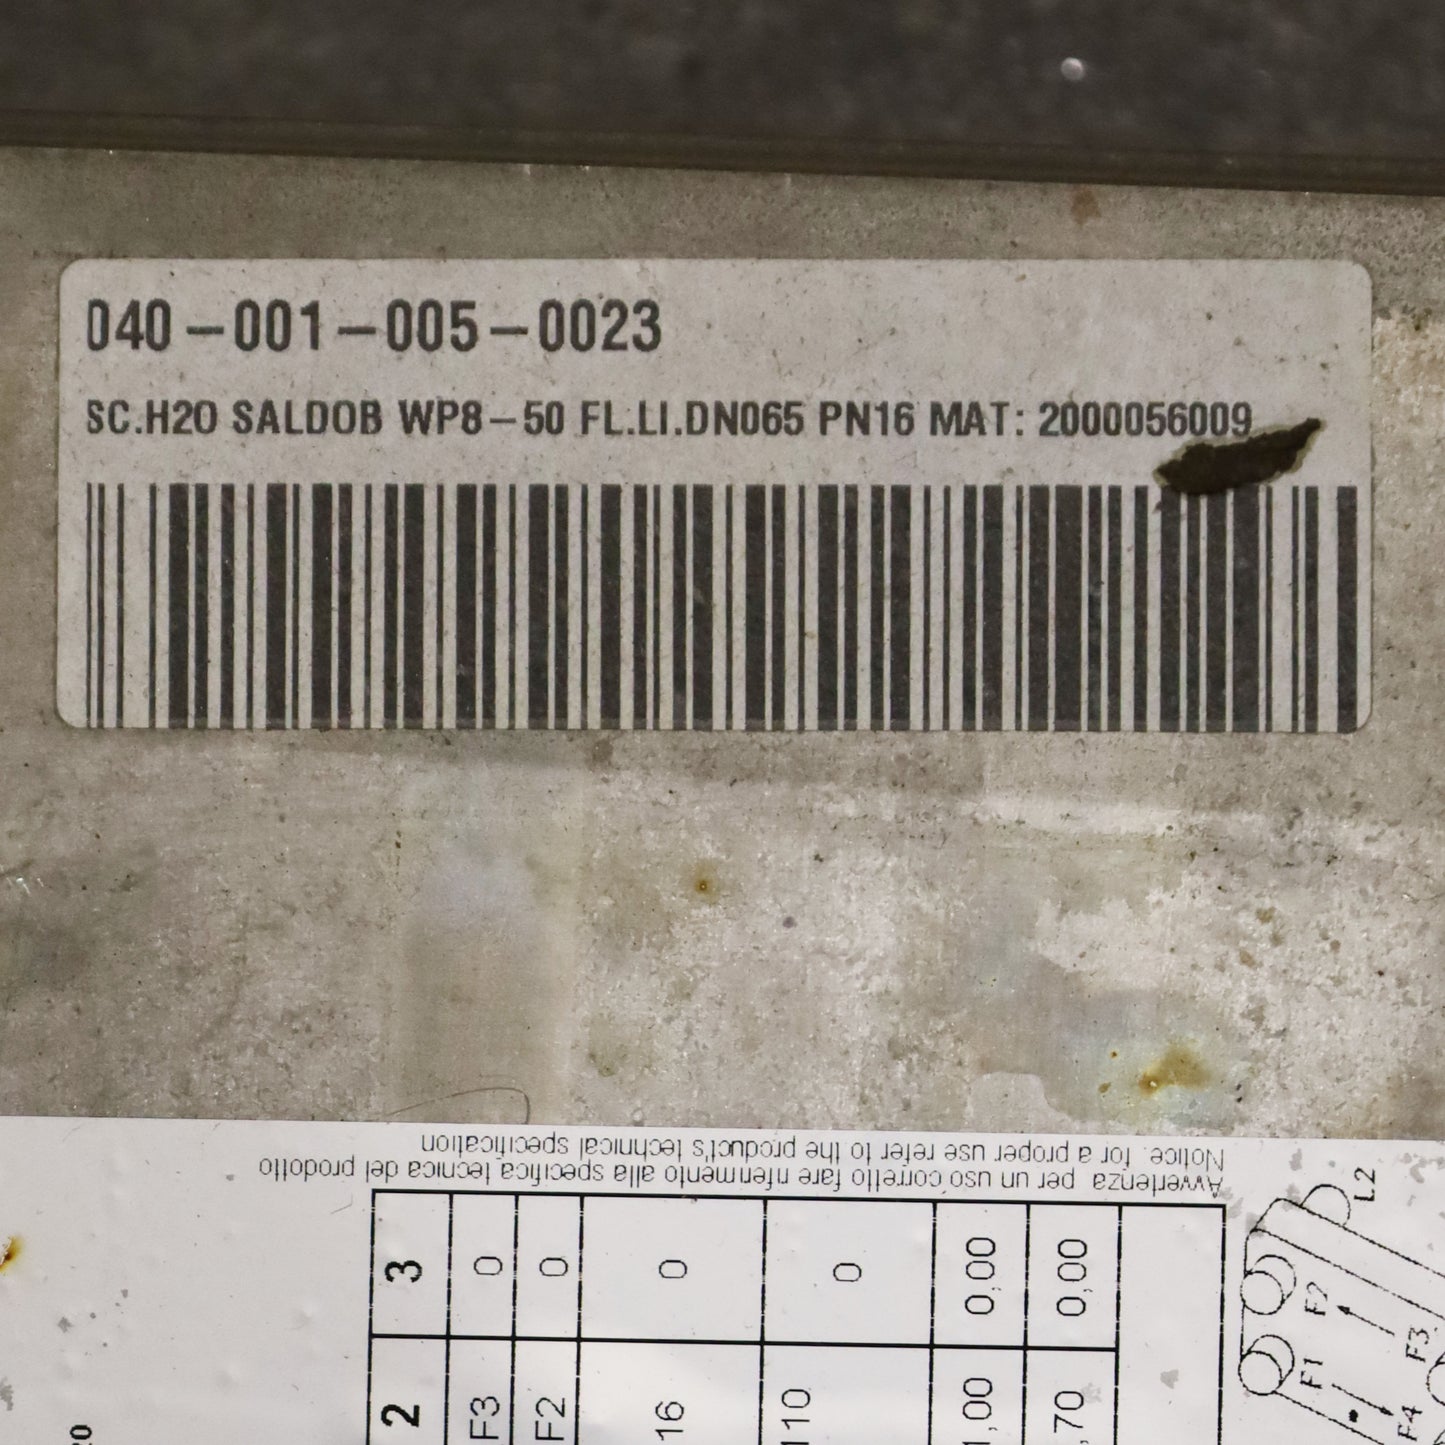 040-001-005-0023
SC.H2O SALDOB WP8-50 FL.LI.DN065 PN16 MAT: 2000056009
Avvertenza per un uso corretto fare riferimento alla specifica tecnica del prodotto
Notice. for a proper use refer to the product's technical specification
3 0 0 0 0 0,00 0,00
2 F3 F2 16
L2
F2
F1
F3
F4